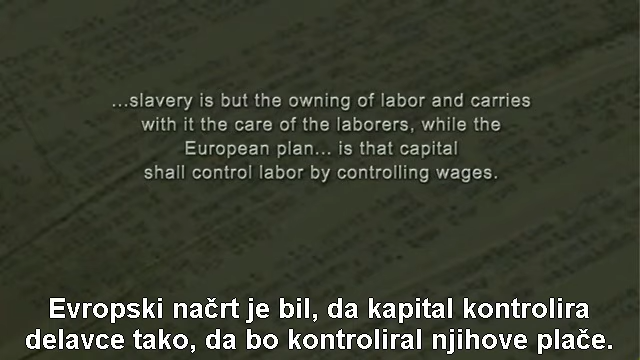 ...slavery is but the owning of labor and carries
with it the care of the laborers, while the
European plan... is that capital
shall control labor by controlling wages.
Evropski načrt je bil, da kapital kontrolira
delavce tako, da bo kontroliral njihove plače.